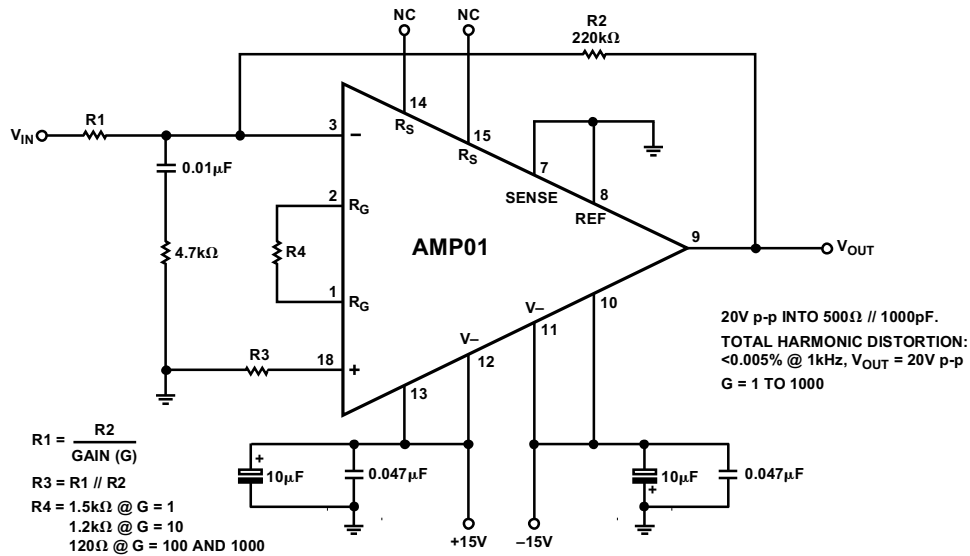 NC
NC
R2
220kΩ
VIN
R1
3
–
14
RS
15
RS
7
SENSE
8
REF
0.01μF
2
RG
4.7kΩ
R4
AMP01
9
VOUT
1
RG
10
V–
11
V–
12
R3
18
+
13
20V p-p INTO 500Ω // 1000pF.
TOTAL HARMONIC DISTORTION:
<0.005% @ 1kHz, VOUT = 20V p-p
G = 1 TO 1000
R1 = R2
GAIN (G)
R3 = R1 // R2
R4 = 1.5kΩ @ G = 1
1.2kΩ @ G = 10
120Ω @ G = 100 AND 1000
+
10μF
0.047μF
10μF
+
0.047μF
+15V
–15V